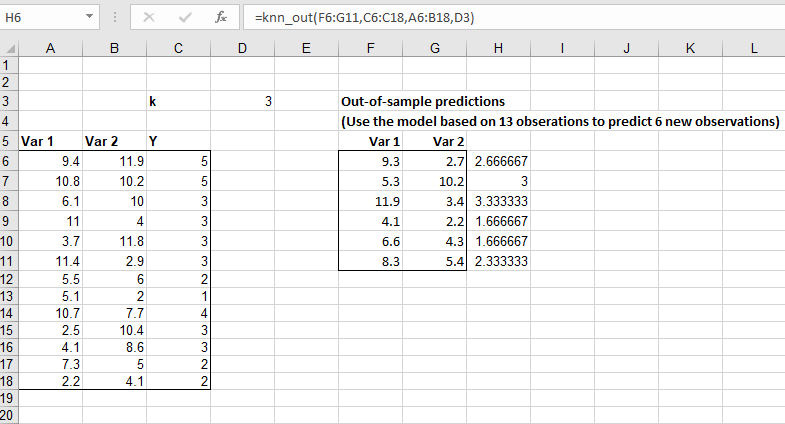 H6 fx =knn_out(F6:G11,C6:C18,A6:B18,D3)
A B C D E F G H I J K L
1
2
3 k 3 Out-of-sample predictions
4 (Use the model based on 13 obserations to predict 6 new observations)
5 Var 1 Var 2 Y Var 1 Var 2
6 9.4 11.9 5 9.3 2.7 2.666667
7 10.8 10.2 5 5.3 10.2 3
8 6.1 10 3 11.9 3.4 3.333333
9 11 4 3 4.1 2.2 1.666667
10 3.7 11.8 3 6.6 4.3 1.666667
11 11.4 2.9 3 8.3 5.4 2.333333
12 5.5 6 2
13 5.1 2 1
14 10.7 7.7 4
15 2.5 10.4 3
16 4.1 8.6 3
17 7.3 5 2
18 2.2 4.1 2
19
20